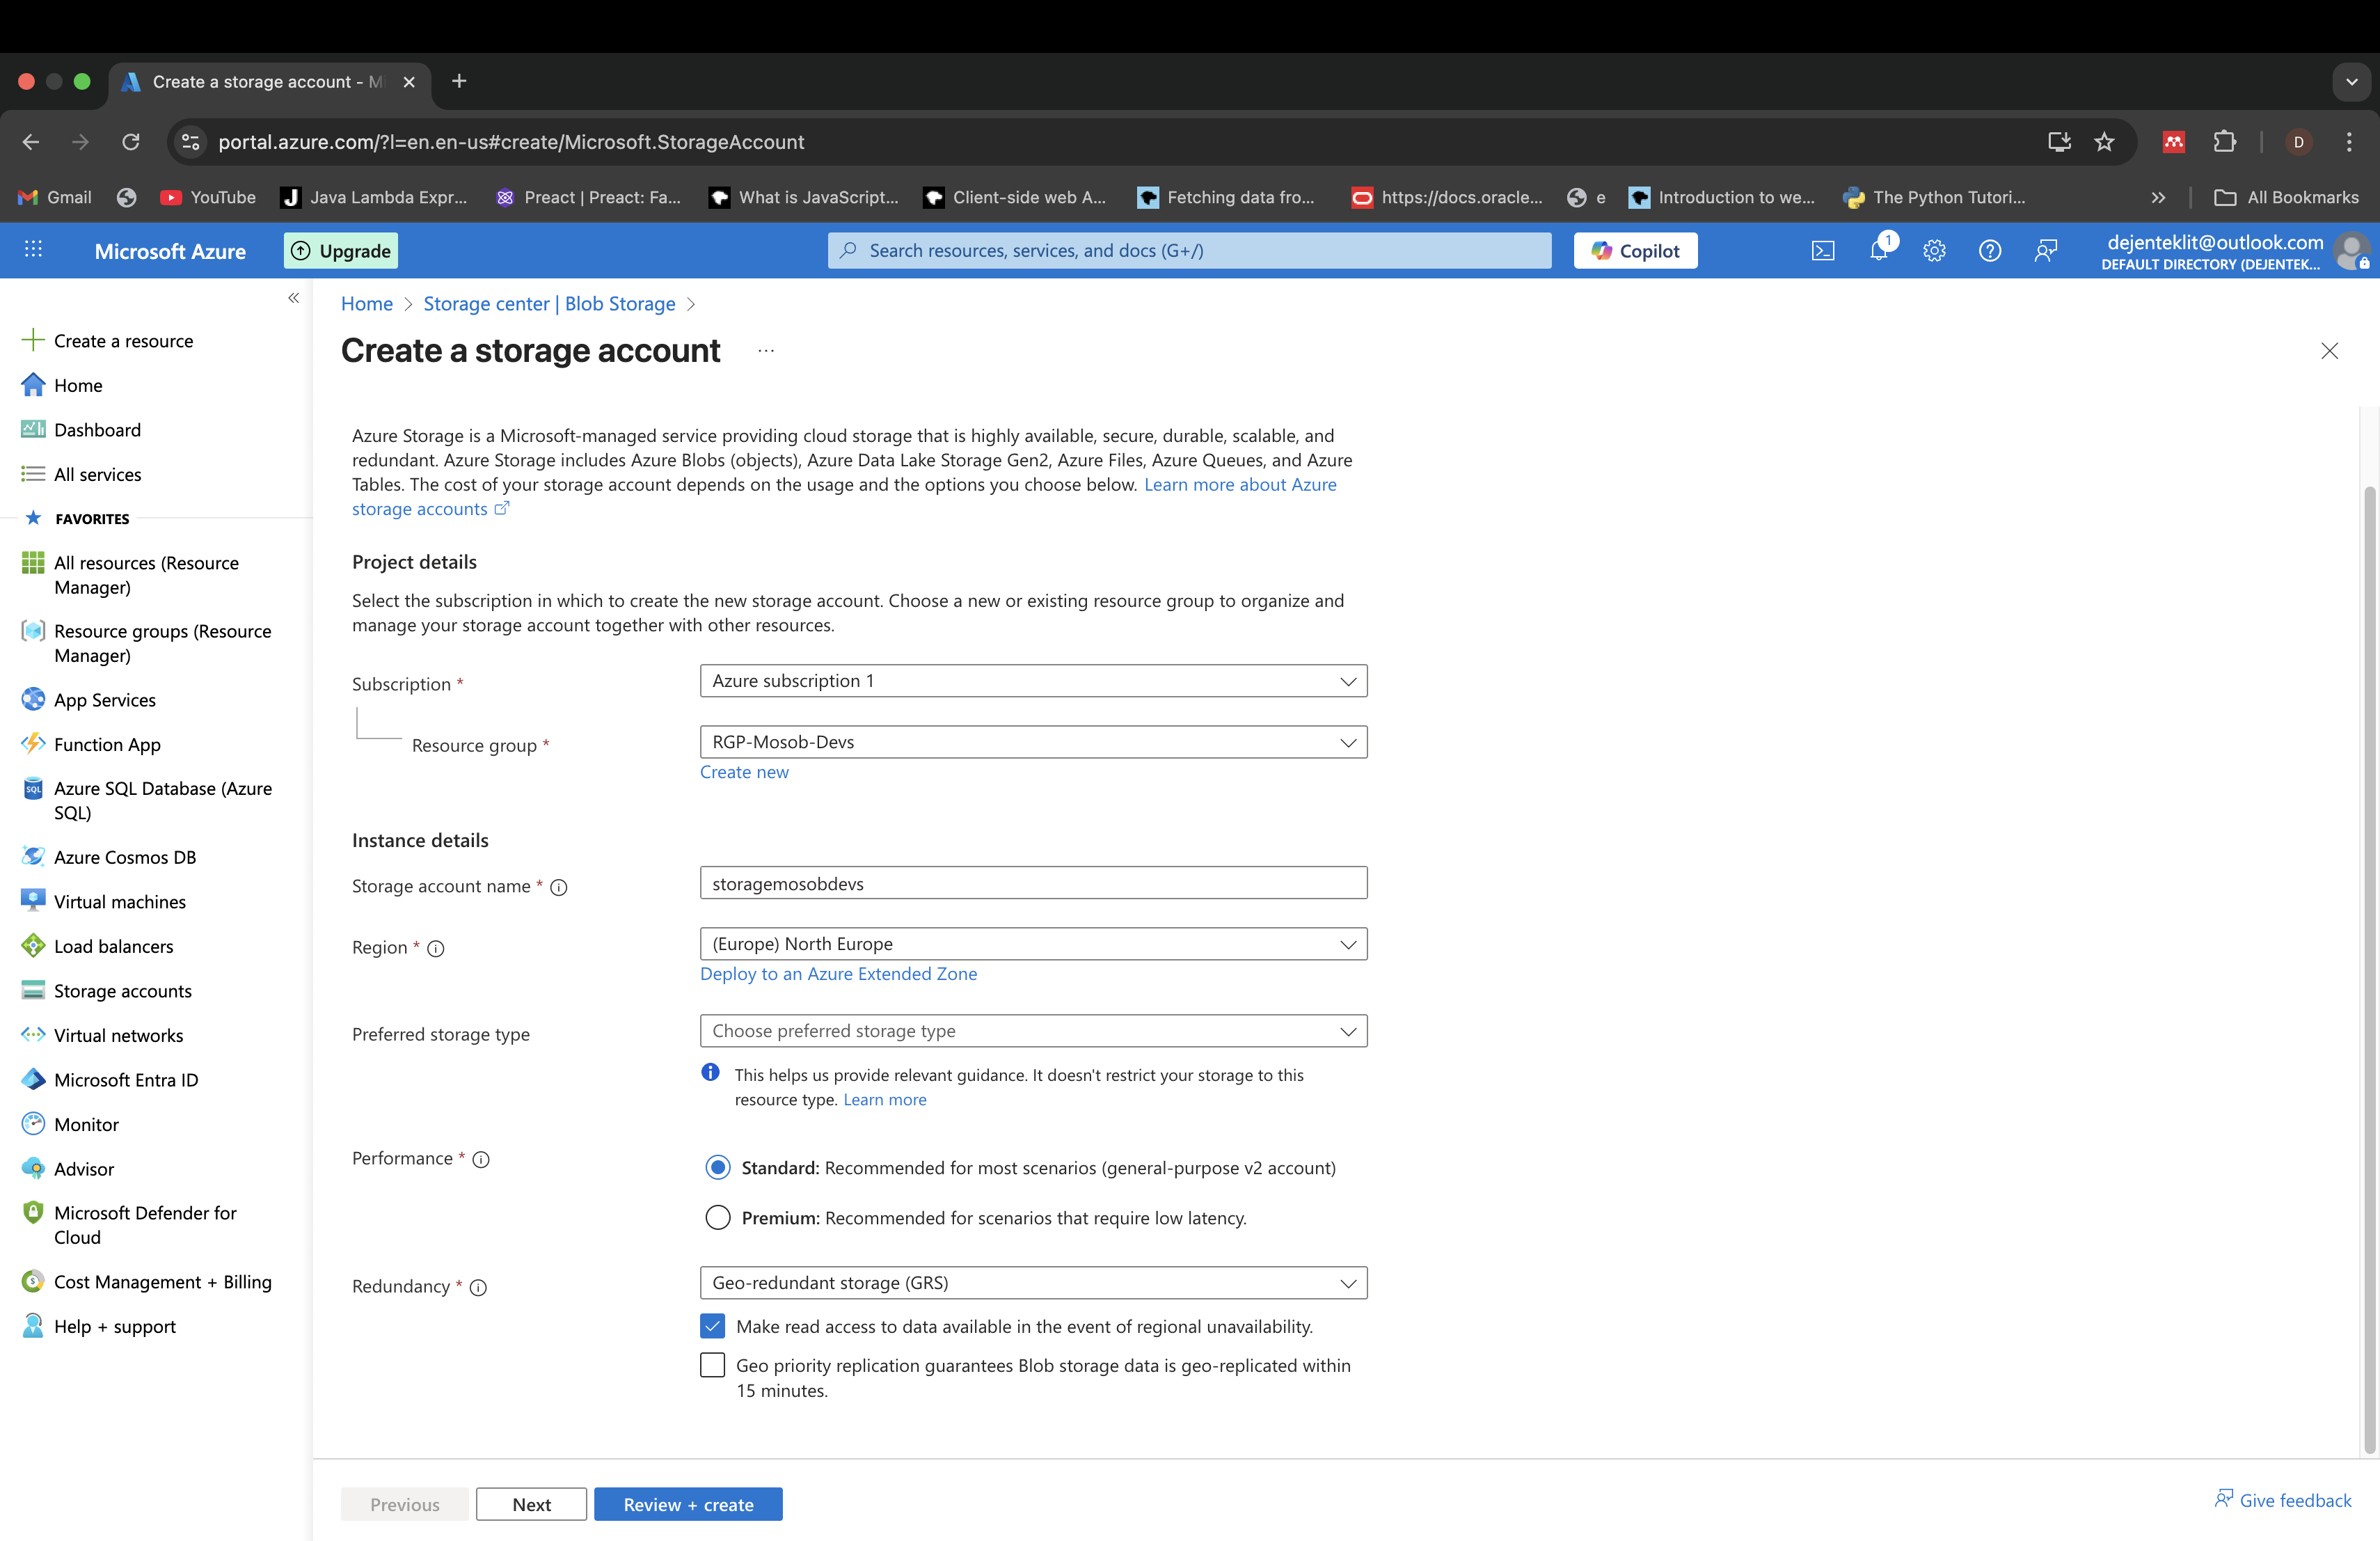 Create a storage account - Mi
portal.azure.com/?l=en.en-us#create/Microsoft.StorageAccount
D
Gmail
YouTube
Java Lambda Expr...
Preact | Preact: Fa...
What is JavaScript...
Client-side web A...
Fetching data fro...
https://docs.oracle...
e
Introduction to we...
The Python Tutori...
All Bookmarks
Microsoft Azure
Upgrade
Search resources, services, and docs (G+/)
Copilot
1
dejenteklit@outlook.com
DEFAULT DIRECTORY (DEJENTEK...
Create a resource
Home
Dashboard
All services
FAVORITES
All resources (Resource
Manager)
Resource groups (Resource
Manager)
App Services
Function App
Azure SQL Database (Azure
SQL)
Azure Cosmos DB
Virtual machines
Load balancers
Storage accounts
Virtual networks
Microsoft Entra ID
Monitor
Advisor
Microsoft Defender for
Cloud
Cost Management + Billing
Help + support
Home > Storage center | Blob Storage >
Create a storage account ...
Azure Storage is a Microsoft-managed service providing cloud storage that is highly available, secure, durable, scalable, and
redundant. Azure Storage includes Azure Blobs (objects), Azure Data Lake Storage Gen2, Azure Files, Azure Queues, and Azure
Tables. The cost of your storage account depends on the usage and the options you choose below. Learn more about Azure
storage accounts
Project details
Select the subscription in which to create the new storage account. Choose a new or existing resource group to organize and
manage your storage account together with other resources.
Subscription *
Azure subscription 1
Resource group *
RGP-Mosob-Devs
Create new
Instance details
Storage account name *
storagemosobdevs
Region *
(Europe) North Europe
Deploy to an Azure Extended Zone
Preferred storage type
Choose preferred storage type
This helps us provide relevant guidance. It doesn't restrict your storage to this
resource type. Learn more
Performance *
Standard: Recommended for most scenarios (general-purpose v2 account)
Premium: Recommended for scenarios that require low latency.
Redundancy *
Geo-redundant storage (GRS)
Make read access to data available in the event of regional unavailability.
Geo priority replication guarantees Blob storage data is geo-replicated within
15 minutes.
Previous
Next
Review + create
Give feedback